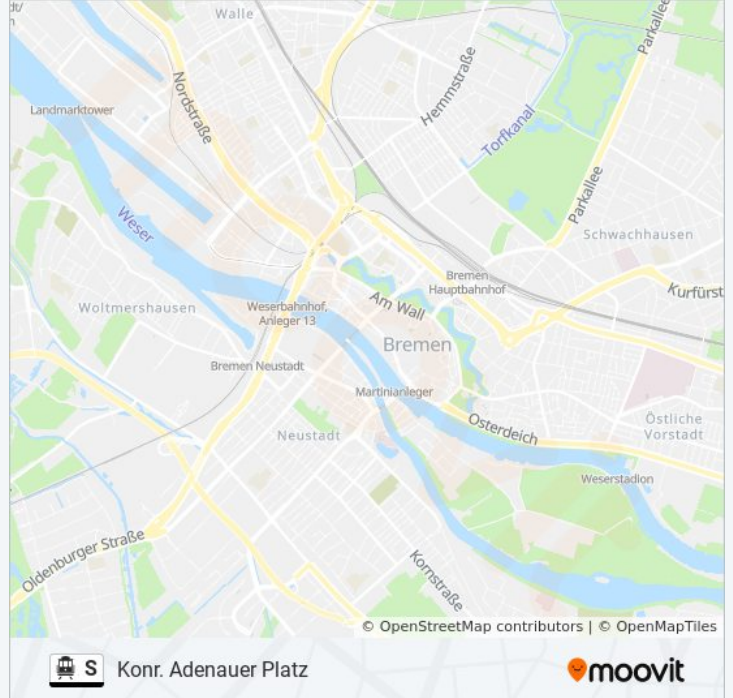 Walle
Parkallee
Hemmstraße
Nordstraße
Landmarktower
Torfkanal
Parkallee
Weser
Schwachhausen
Bremen
Hauptbahnhof
Kurfürst
Am Wall
Woltmershausen
Weserbahnhof,
Anleger 13
Bremen
Bremen Neustadt
Martinianleger
Östliche
Vorstadt
Osterdeich
Neustadt
Weserstadion
Oldenburger Straße
Kornstraße
© OpenStreetMap contributors | © OpenMapTiles
S Konr. Adenauer Platz
moovit